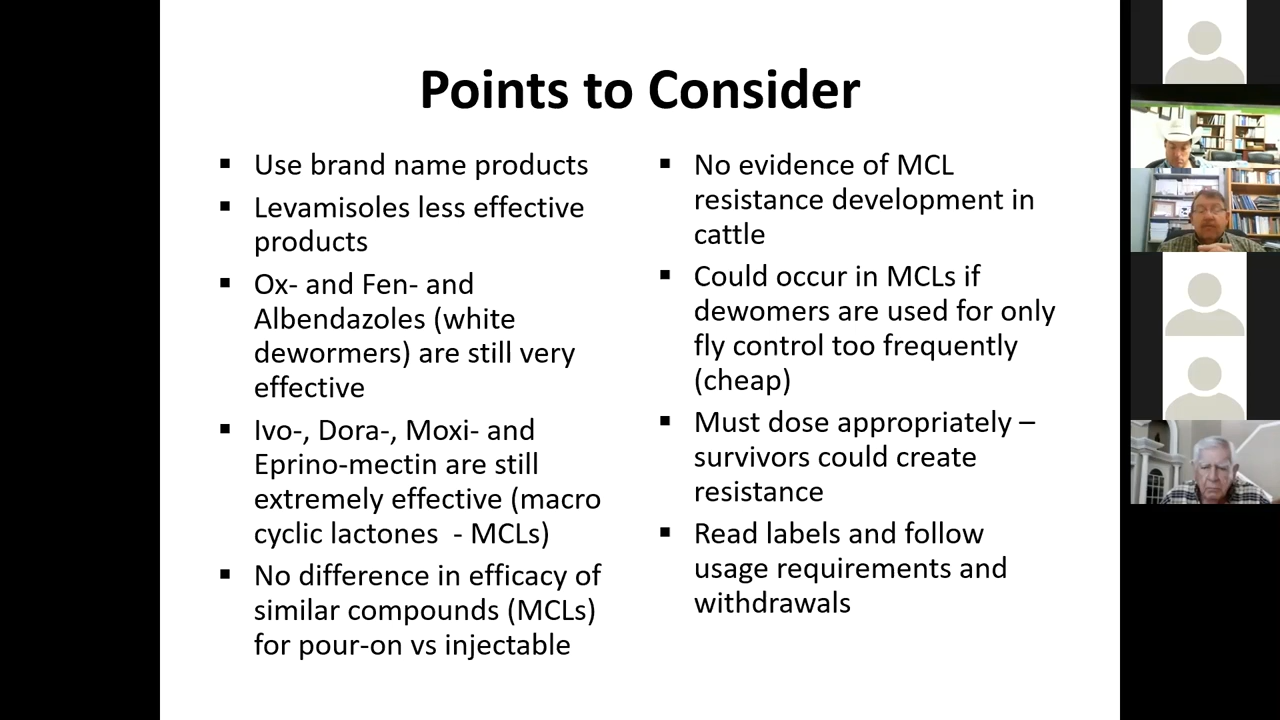 Points to Consider
▪ Use brand name products
▪ Levamisoles less effective
products
▪ Ox- and Fen- and
Albendazoles (white
dewormers) are still very
effective
▪ Ivo-, Dora-, Moxi- and
Eprino-mectin are still
extremely effective (macro
cyclic lactones - MCLs)
▪ No difference in efficacy of
similar compounds (MCLs)
for pour-on vs injectable
▪ No evidence of MCL
resistance development in
cattle
▪ Could occur in MCLs if
dewomers are used for only
fly control too frequently
(cheap)
▪ Must dose appropriately –
survivors could create
resistance
▪ Read labels and follow
usage requirements and
withdrawals